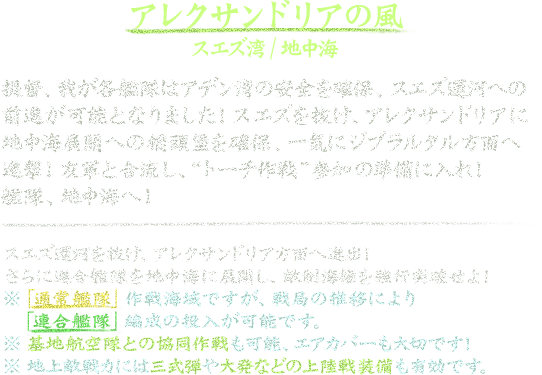 アレクサンドリアの風
スエズ湾/地中海
提督、我が各艦隊はアデン湾の安全を確保、スエズ運河への
前進が可能となりました!スエズを抜け、アレクサンドリアに
地中海展開への橋頭堡を確保、一気にジブラルタル方面へ
進撃!友軍と合流し、“トーチ作戦”参加の準備に入れ!
艦隊、地中海へ!
スエズ運河を抜け、アレクサンドリア方面へ進出!
さらに連合艦隊を地中海に展開し、敵制海権を強行突破せよ!
※「通常艦隊」作戦海域ですが、戦局の推移により
「連合艦隊」編成の投入が可能です。
※ 基地航空隊との協同作戦も可能、エアカバーも大切です!
※ 地上敵戦力には三式弾や大発などの上陸戦装備も有効です。